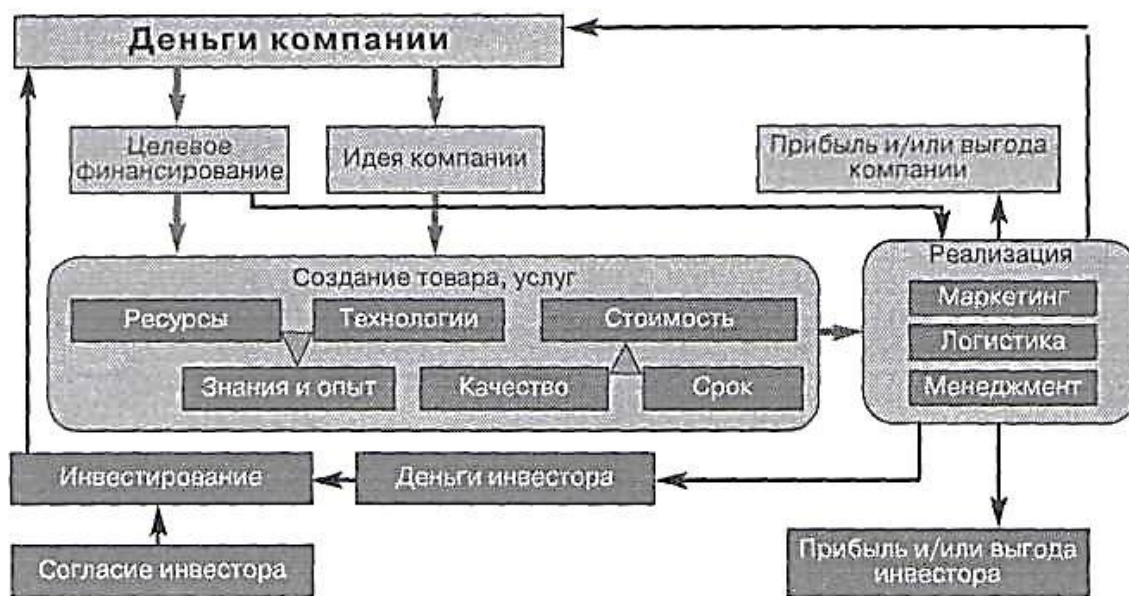 Деньги компании
Целевое
финансирование
Идея компании
Прибыль и/или выгода
компании
Создание товара, услуг
Ресурсы
Технологии
Стоимость
Знания и опыт
Качество
Срок
Реализация
Маркетинг
Логистика
Менеджмент
Инвестирование
Деньги инвестора
Согласие инвестора
Прибыль и/или выгода
инвестора